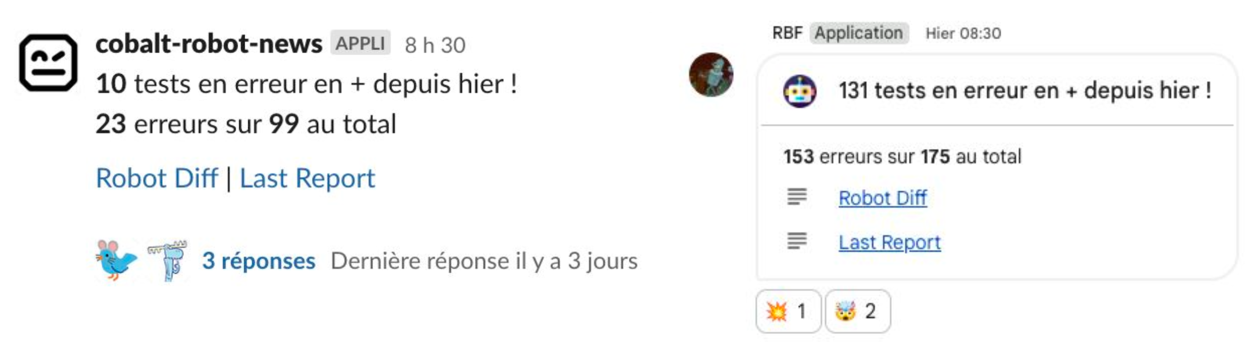 cobalt-robot-news APPLI 8 h 30
10 tests en erreur en + depuis hier !
23 erreurs sur 99 au total
Robot Diff | Last Report
3 réponses Dernière réponse il y a 3 jours
RBF Application Hier 08:30
131 tests en erreur en + depuis hier !
153 erreurs sur 175 au total
Robot Diff
Last Report
1 2